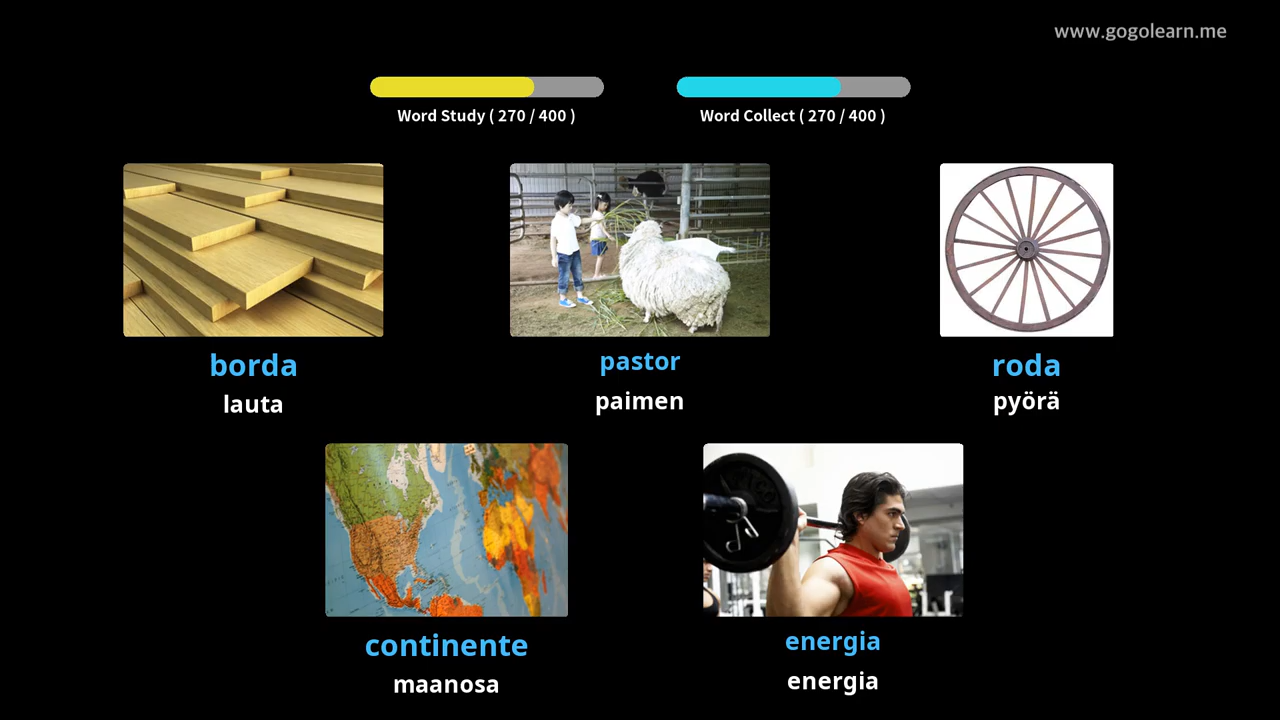 www.gogolearn.me
Word Study ( 270 / 400 )
Word Collect ( 270 / 400 )
borda
lauta
pastor
paimen
roda
pyörä
continente
maanosa
energia
energia